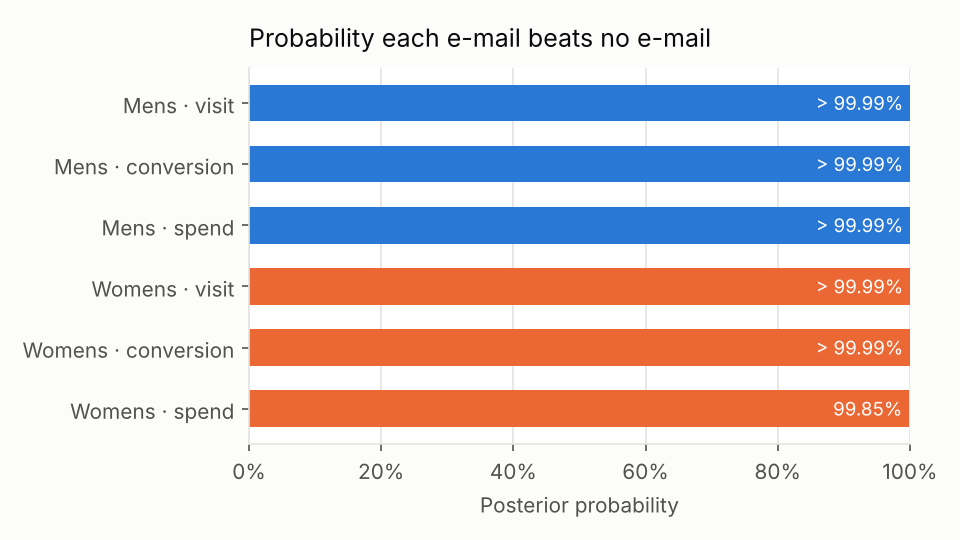 Probability each e-mail beats no e-mail
Mens · visit
> 99.99%
Mens · conversion
> 99.99%
Mens · spend
> 99.99%
Womens · visit
> 99.99%
Womens · conversion
> 99.99%
Womens · spend
99.85%
0% 20% 40% 60% 80% 100%
Posterior probability